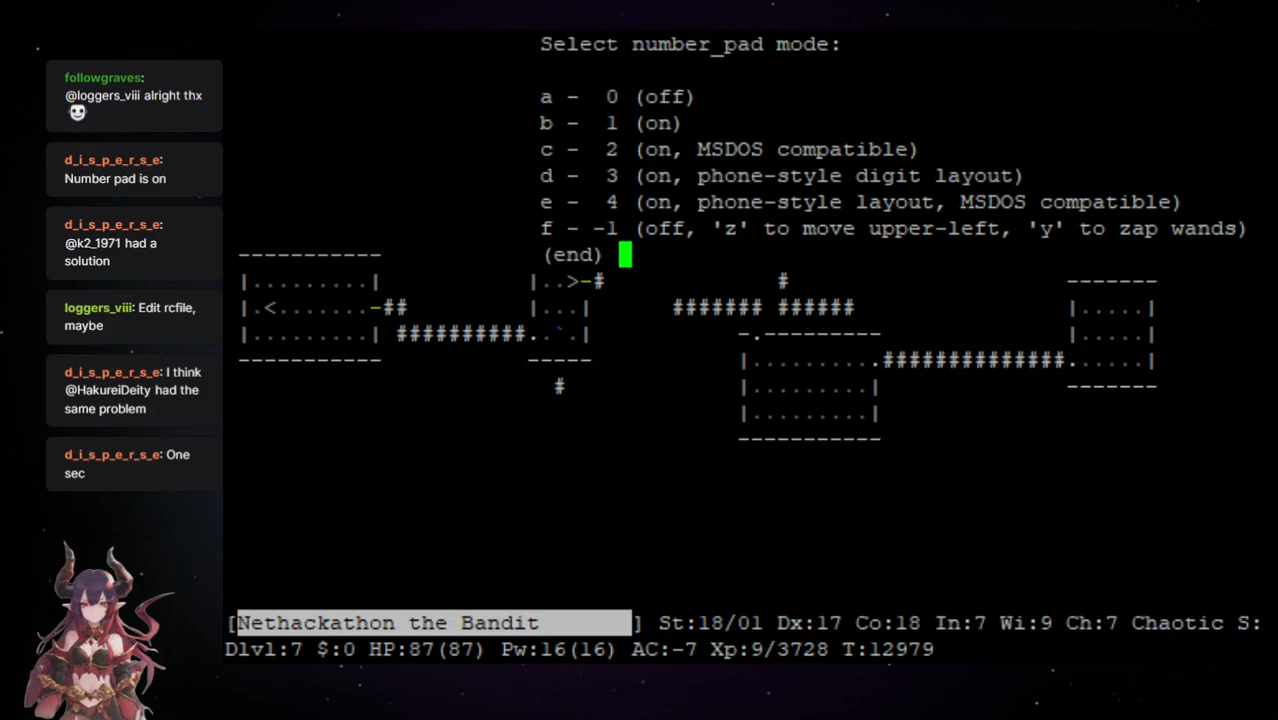 followgraves:
@loggers_viii alright thx
d_i_s_p_e_r_s_e:
Number pad is on
d_i_s_p_e_r_s_e:
@k2_1971 had a
solution
loggers_viii: Edit rcfile,
maybe
d_i_s_p_e_r_s_e: I think
@HakureiDeity had the
same problem
d_i_s_p_e_r_s_e: One
sec
Select number_pad mode:
a - 0 (off)
b - 1 (on)
c - 2 (on, MSDOS compatible)
d - 3 (on, phone-style digit layout)
e - 4 (on, phone-style layout, MSDOS compatible)
f - -1 (off, 'z' to move upper-left, 'y' to zap wands)
(end)
----------- #
|.........| |..>-# # -------
|.<.......-## |...| ####### ###### |.....|
|.........| ##########..`.| -.--------- |.....|
----------- ----- |.........##############......|
# |.........| -------
|.........|
-----------
[Nethackathon the Bandit ] St:18/01 Dx:17 Co:18 In:7 Wi:9 Ch:7 Chaotic S:
Dlvl:7 $:0 HP:87(87) Pw:16(16) AC:-7 Xp:9/3728 T:12979